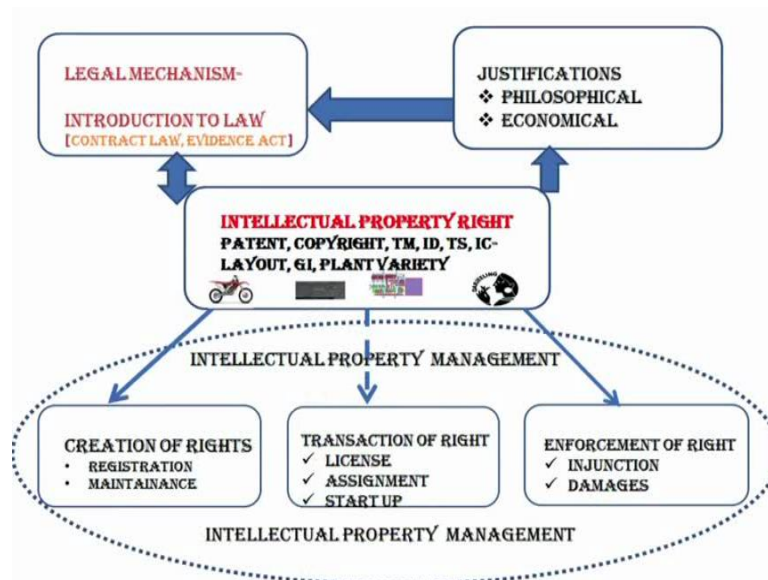 LEGAL MECHANISM-
INTRODUCTION TO LAW
[CONTRACT LAW, EVIDENCE ACT]
JUSTIFICATIONS
❖ PHILOSOPHICAL
❖ ECONOMICAL
INTELLECTUAL PROPERTY RIGHT
PATENT, COPYRIGHT, TM, ID, TS, IC-
LAYOUT, GI, PLANT VARIETY
INTELLECTUAL PROPERTY MANAGEMENT
CREATION OF RIGHTS
• REGISTRATION
• MAINTAINANCE
TRANSACTION OF RIGHT
✓ LICENSE
✓ ASSIGNMENT
✓ START UP
ENFORCEMENT OF RIGHT
✓ INJUNCTION
✓ DAMAGES
INTELLECTUAL PROPERTY MANAGEMENT